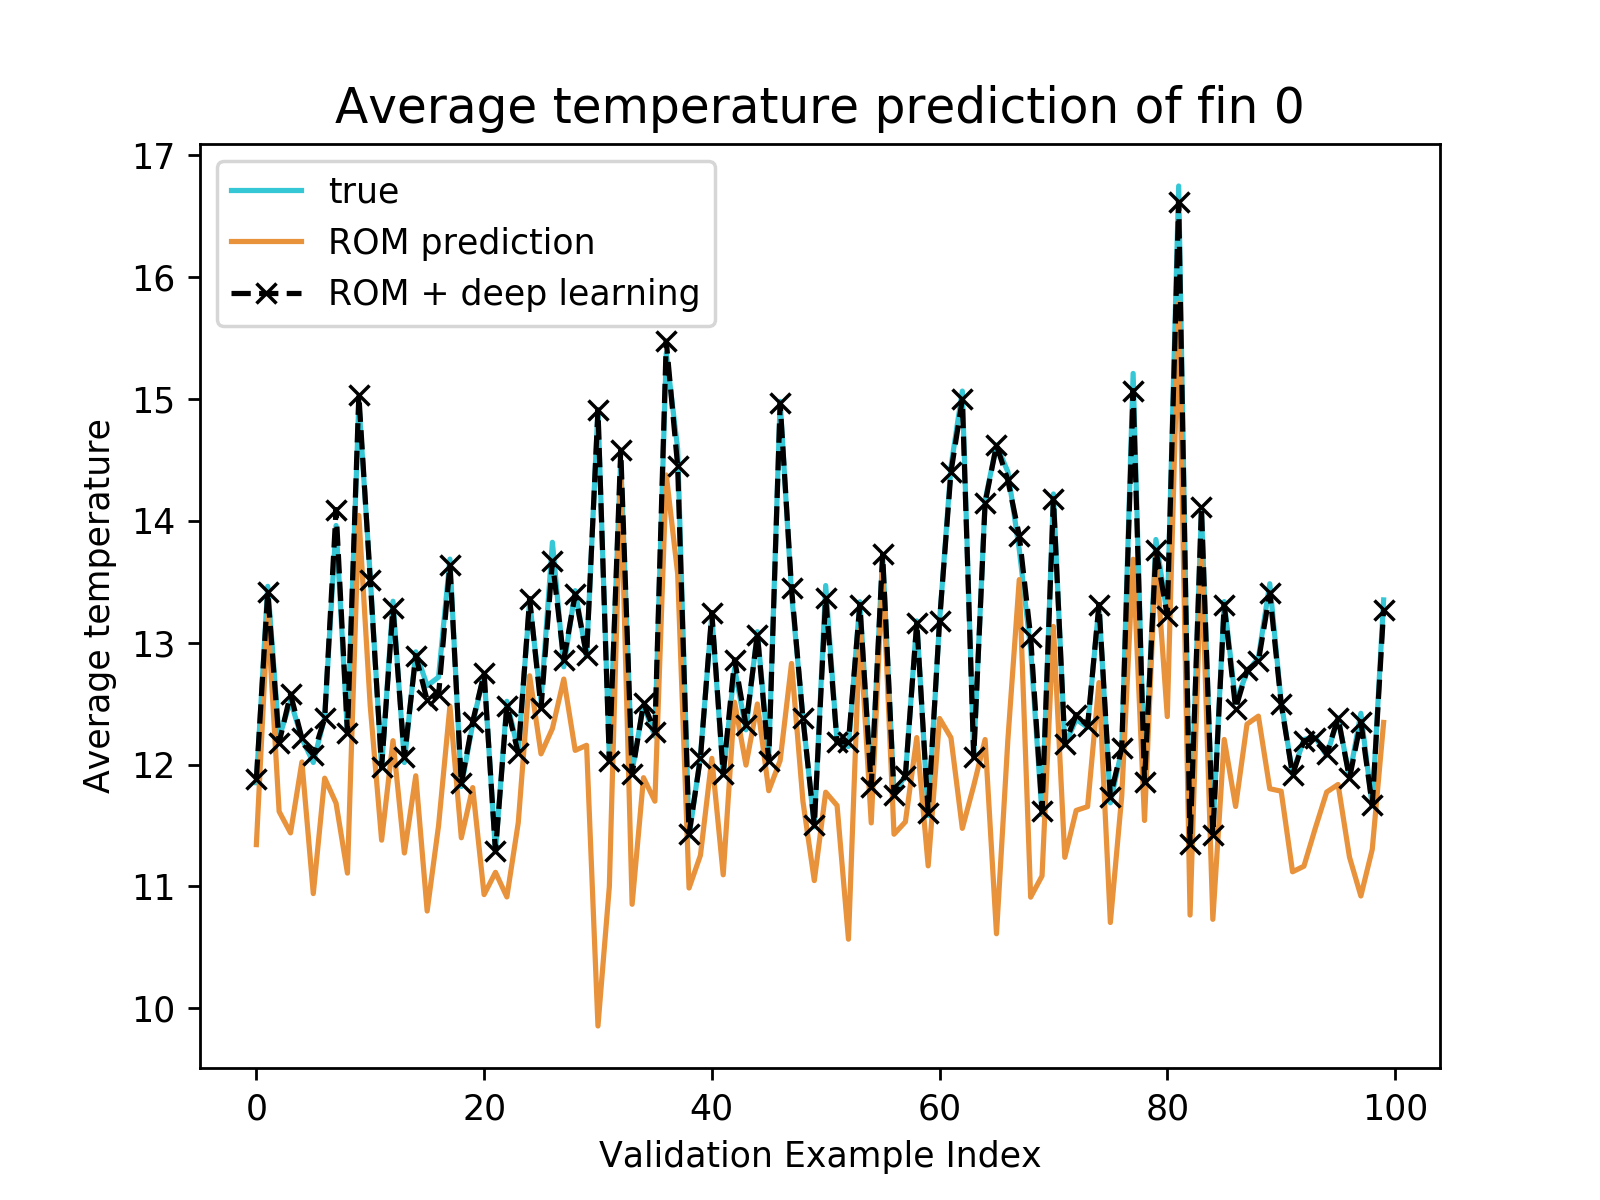 Average temperature prediction of fin 0
17
16
15
14
13
12
11
10
Average temperature
true
ROM prediction
ROM + deep learning
0 20 40 60 80 100
Validation Example Index